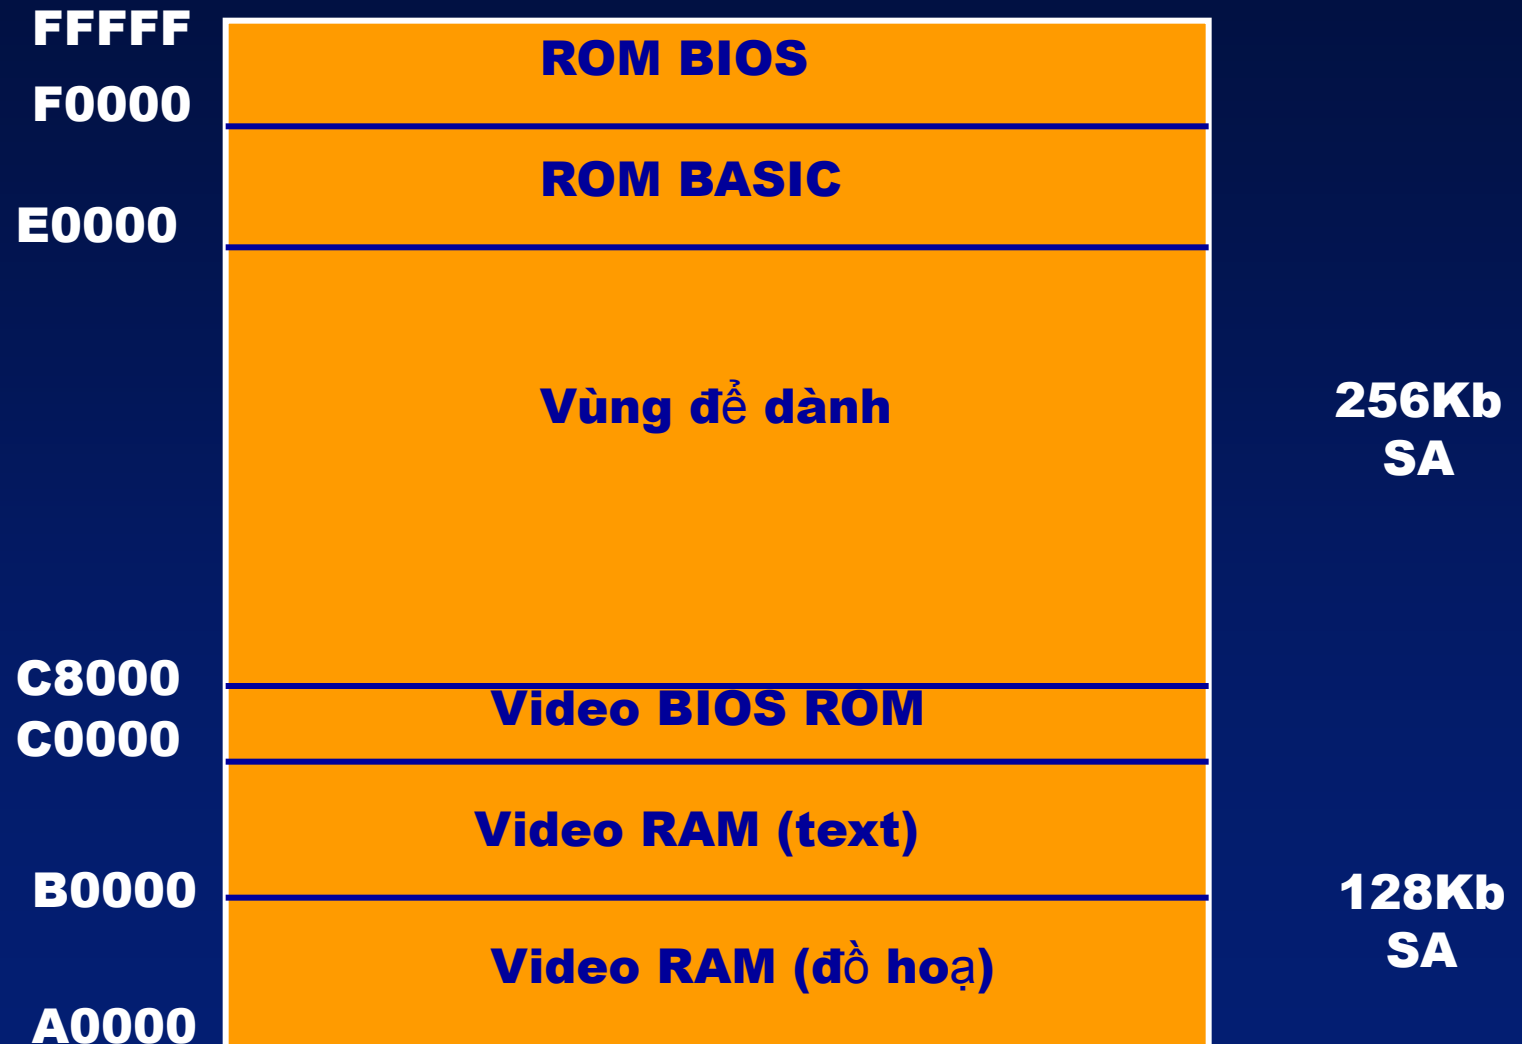 FFFFF
ROM BIOS
F0000
ROM BASIC
E0000
Vùng để dành
256Kb
SA
C8000
Video BIOS ROM
C0000
Video RAM (text)
B0000
128Kb
SA
Video RAM (đồ hoạ)
A0000